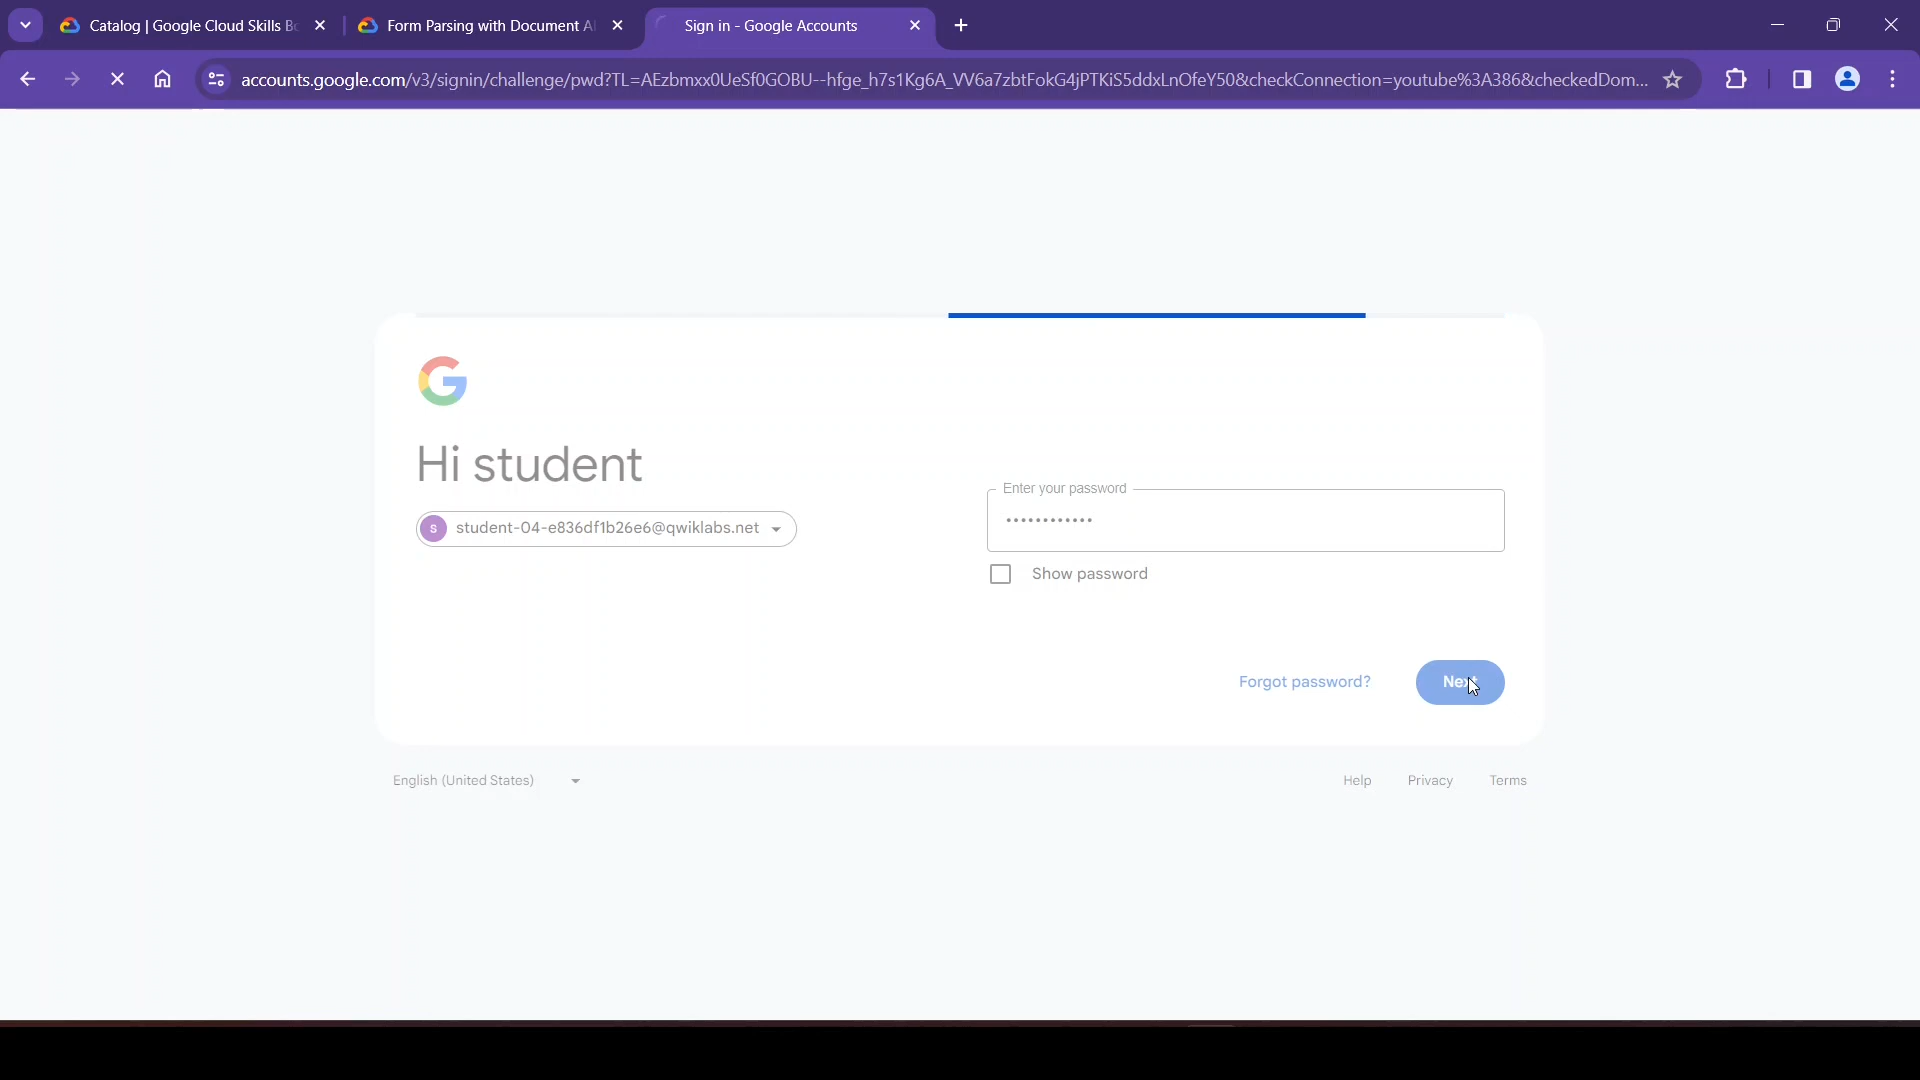 Catalog | Google Cloud Skills Bo
Form Parsing with Document AI
Sign in - Google Accounts
accounts.google.com/v3/signin/challenge/pwd?TL=AEzbmxx0UeSf0GOBU--hfge_h7s1Kg6A_VV6a7zbtFokG4jPTKiS5ddxLnOfeY50&checkConnection=youtube%3A386&checkedDom...
Hi student
S student-04-e836df1b26e6@qwiklabs.net
Enter your password
••••••••••••
Show password
Forgot password?
Next
English (United States)
Help Privacy Terms